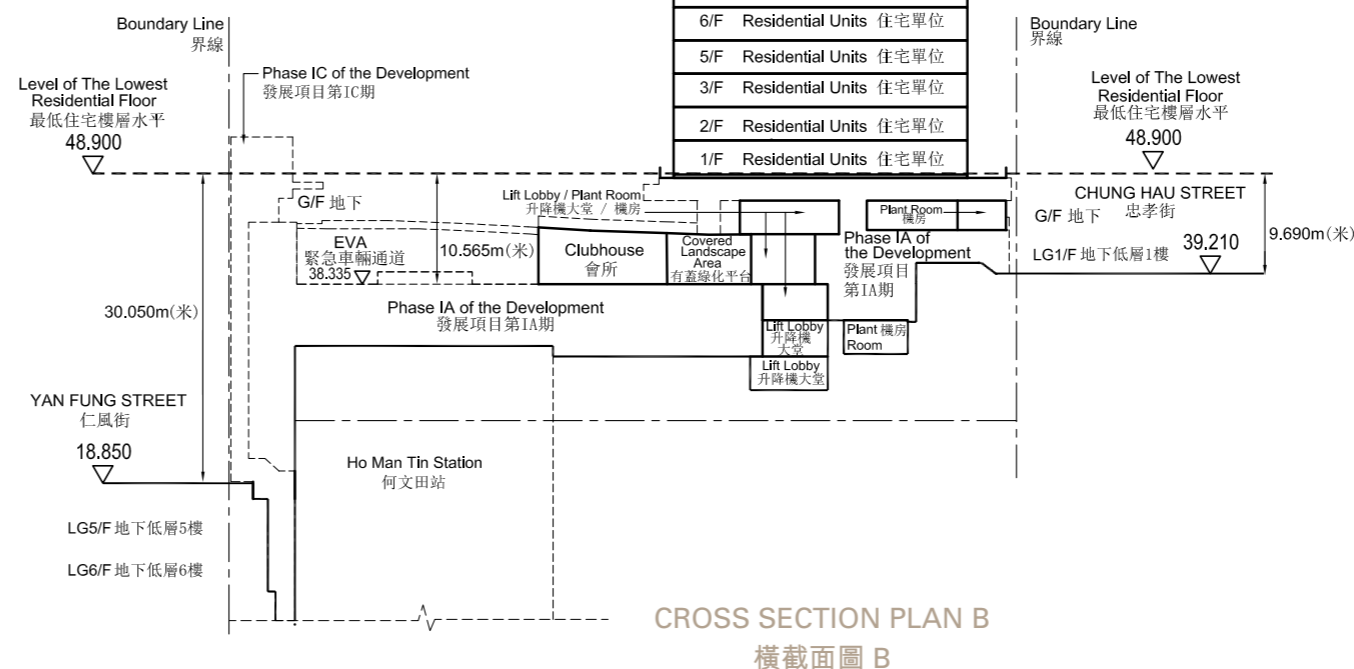 6/F Residential Units 住宅單位
5/F Residential Units 住宅單位
3/F Residential Units 住宅單位
2/F Residential Units 住宅單位
1/F Residential Units 住宅單位
Boundary Line
界線
Boundary Line
界線
Phase IC of the Development
發展項目第IC期
Level of The Lowest
Residential Floor
最低住宅樓層水平
48.900
Level of The Lowest
Residential Floor
最低住宅樓層水平
48.900
G/F 地下
Lift Lobby / Plant Room
升降機大堂 / 機房
Plant Room
機房
CHUNG HAU STREET
忠孝街
G/F 地下
LG1/F 地下低層1樓
39.210
9.690m(米)
EVA
緊急車輛通道
38.335
10.565m(米)
Clubhouse
會所
Covered
Landscape
Area
有蓋綠化平台
Phase IA of
the Development
發展項目
第IA期
30.050m(米)
Phase IA of the Development
發展項目第IA期
Lift Lobby
升降機
大堂
Plant 機房
Room
Lift Lobby
升降機大堂
YAN FUNG STREET
仁風街
18.850
Ho Man Tin Station
何文田站
LG5/F 地下低層5樓
LG6/F 地下低層6樓
CROSS SECTION PLAN B
橫截面圖 B